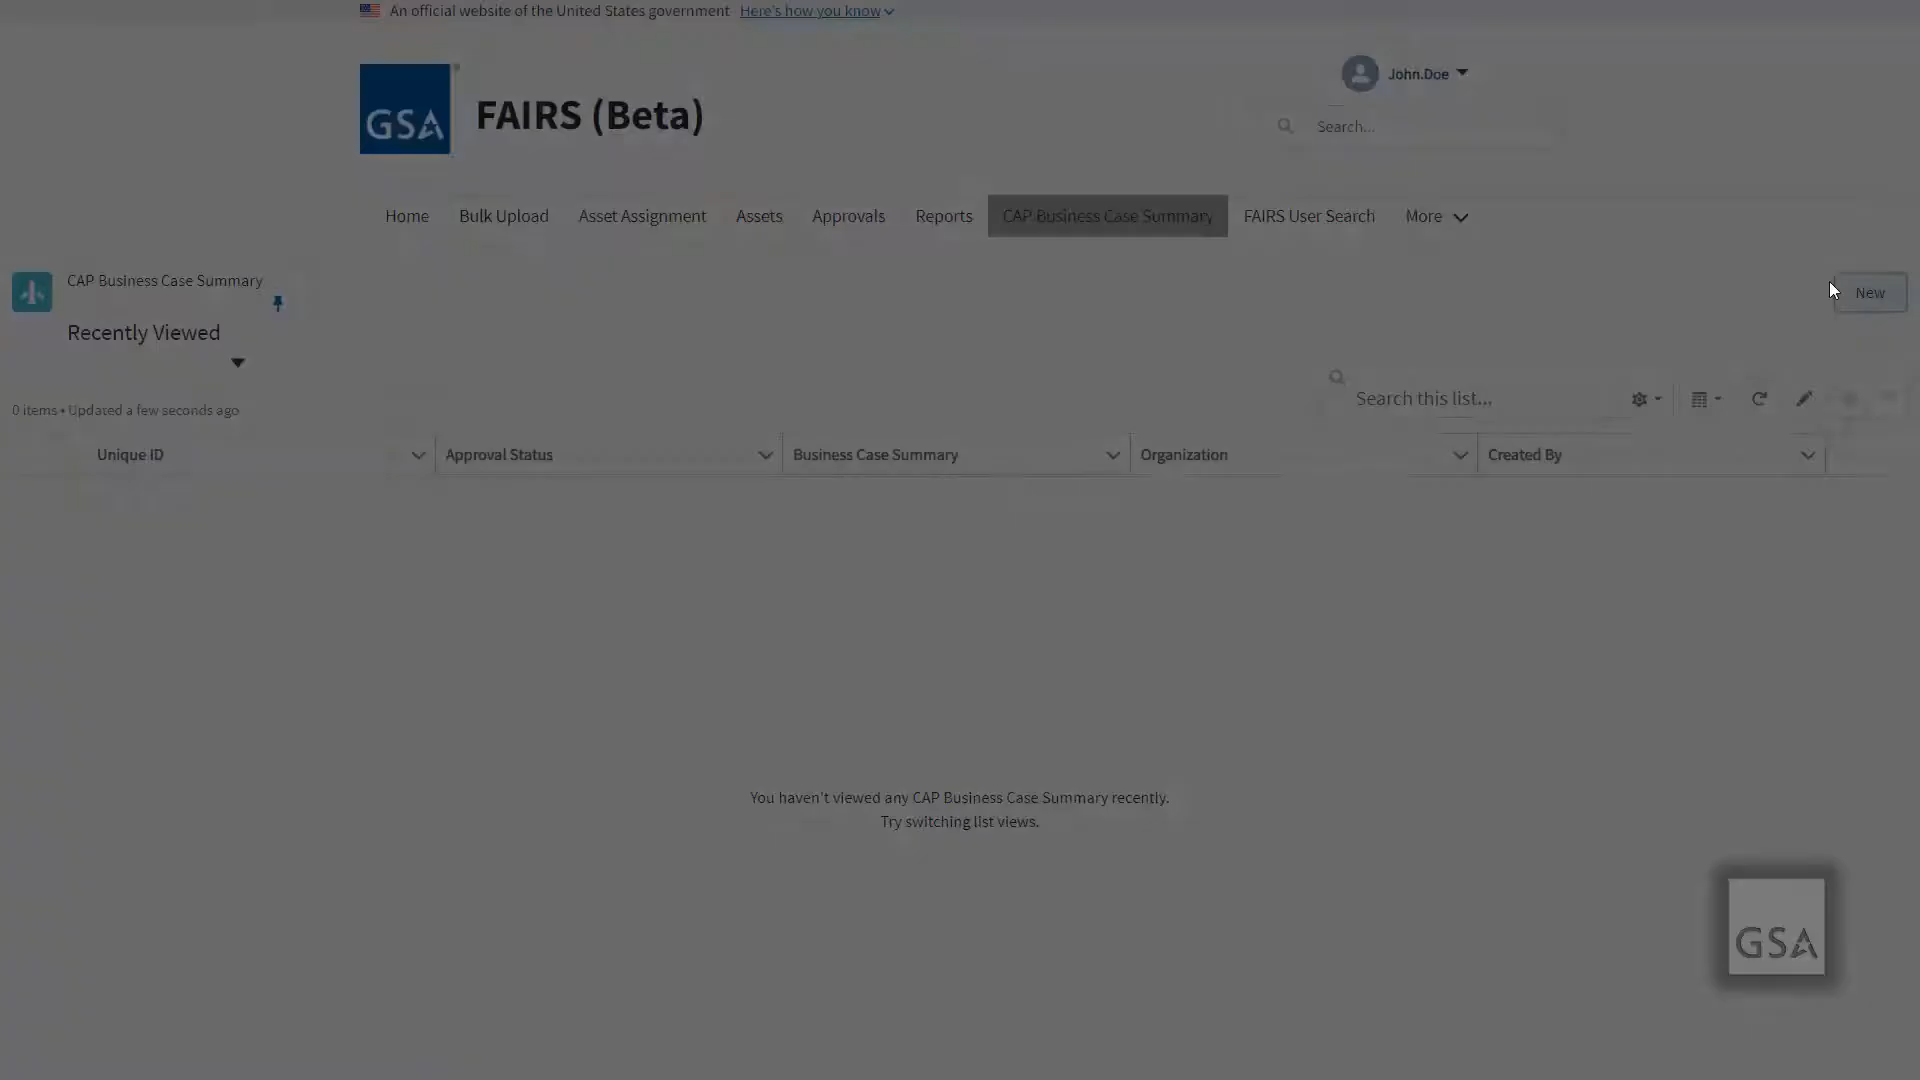 An official website of the United States government Here's how you know
GSA
FAIRS (Beta)
John.Doe
Search...
Home Bulk Upload Asset Assignment Assets Approvals Reports CAP Business Case Summary FAIRS User Search More
CAP Business Case Summary
Recently Viewed
New
0 items • Updated a few seconds ago
Search this list...
Unique ID Approval Status Business Case Summary Organization Created By
You haven't viewed any CAP Business Case Summary recently.
Try switching list views.
GSA